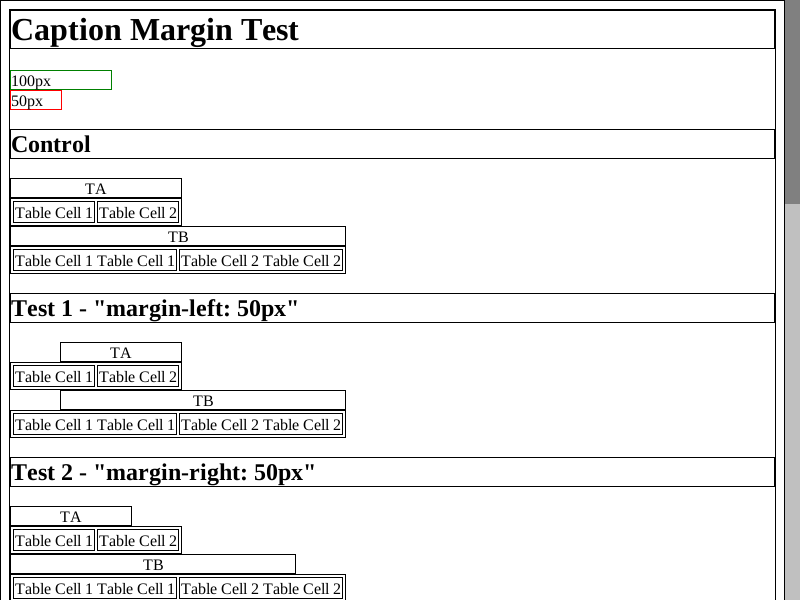 Caption Margin Test
100px
50px
Control
TA
Table Cell 1 Table Cell 2
TB
Table Cell 1 Table Cell 1 Table Cell 2 Table Cell 2
Test 1 - "margin-left: 50px"
TA
Table Cell 1 Table Cell 2
TB
Table Cell 1 Table Cell 1 Table Cell 2 Table Cell 2
Test 2 - "margin-right: 50px"
TA
Table Cell 1 Table Cell 2
TB
Table Cell 1 Table Cell 1 Table Cell 2 Table Cell 2